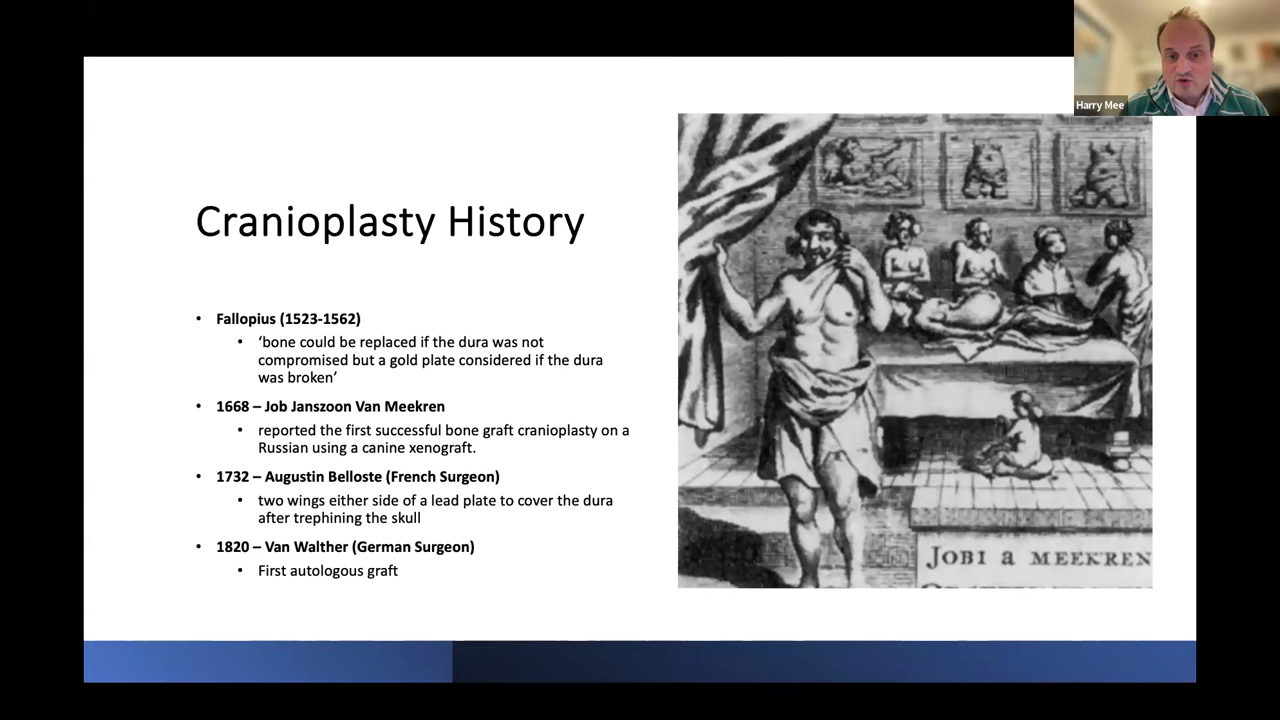 Harry Mee
Cranioplasty History
• Fallopius (1523-1562)
• ‘bone could be replaced if the dura was not
compromised but a gold plate considered if the dura
was broken’
• 1668 – Job Janszoon Van Meekren
• reported the first successful bone graft cranioplasty on a
Russian using a canine xenograft.
• 1732 – Augustin Belloste (French Surgeon)
• two wings either side of a lead plate to cover the dura
after trephining the skull
• 1820 – Van Walther (German Surgeon)
• First autologous graft
JOBI a MEEKREN